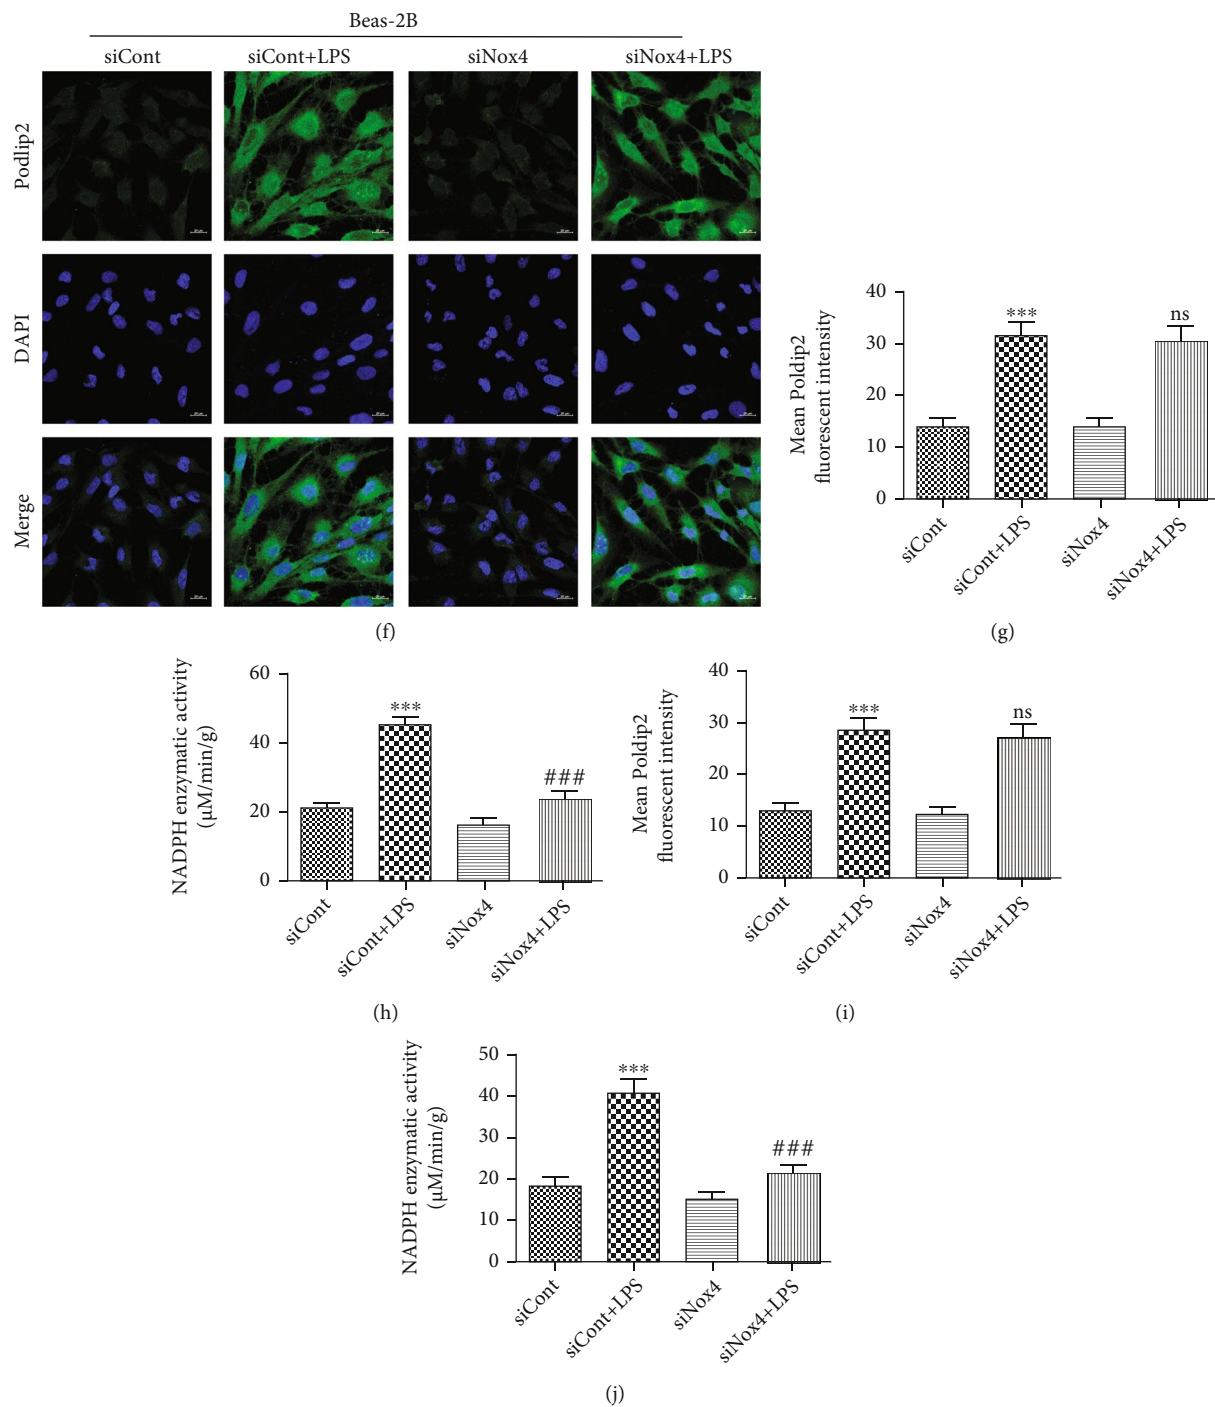 Beas-2B
siCont siCont+LPS siNox4 siNox4+LPS
Podlip2
DAPI
Merge
(f)
Mean Poldip2
fluorescent intensity
40
30
20
10
0
***
ns
siCont
siCont+LPS
siNox4
siNox4+LPS
(g)
NADPH enzymatic activity
(μM/min/g)
60
40
20
0
***
###
siCont
siCont+LPS
siNox4
siNox4+LPS
(h)
Mean Poldip2
fluorescent intensity
40
30
20
10
0
***
ns
siCont
siCont+LPS
siNox4
siNox4+LPS
(i)
NADPH enzymatic activity
(μM/min/g)
50
40
30
20
10
0
***
###
siCont
siCont+LPS
siNox4
siNox4+LPS
(j)